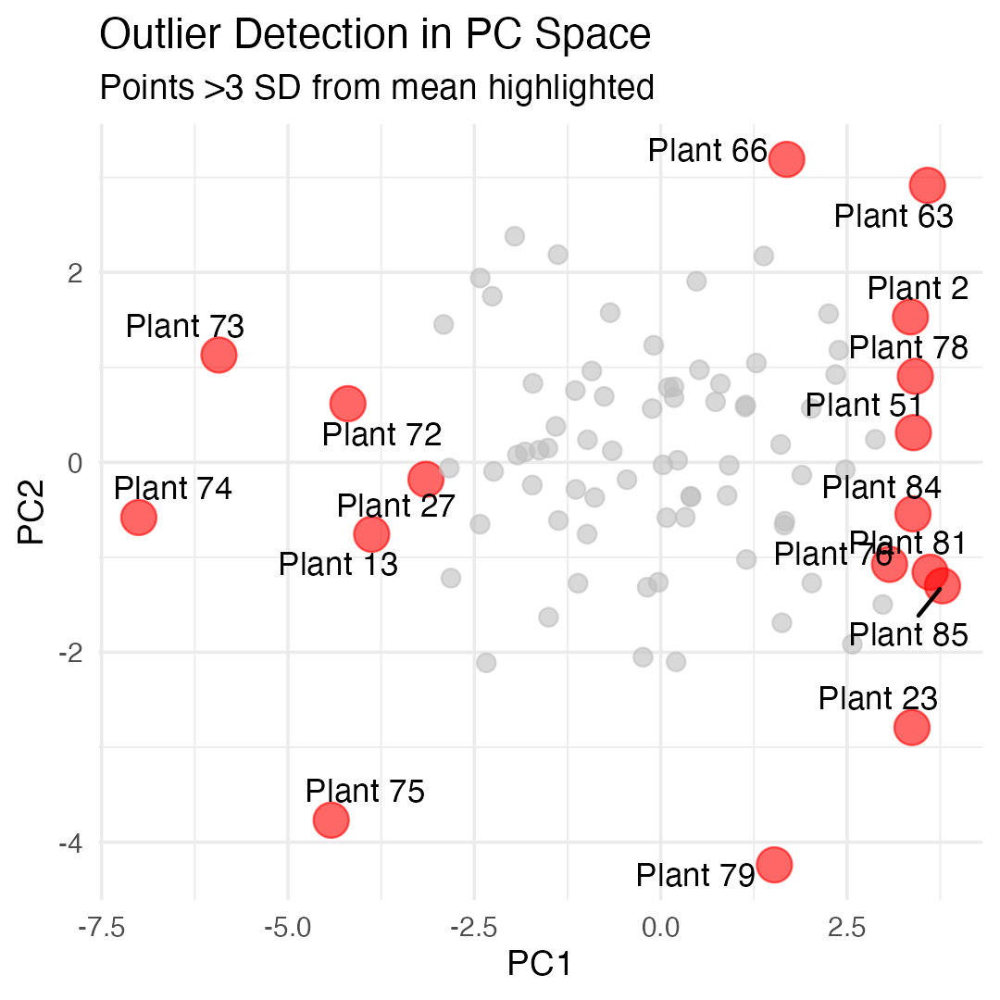 Outlier Detection in PC Space
Points >3 SD from mean highlighted
Plant 66
Plant 63
Plant 2
Plant 73
Plant 78
Plant 51
Plant 72
Plant 74
Plant 84
Plant 27
Plant 81
Plant 76
Plant 13
Plant 85
Plant 23
Plant 75
Plant 79
2
0
-2
-4
PC2
-7.5
-5.0
-2.5
0.0
2.5
PC1